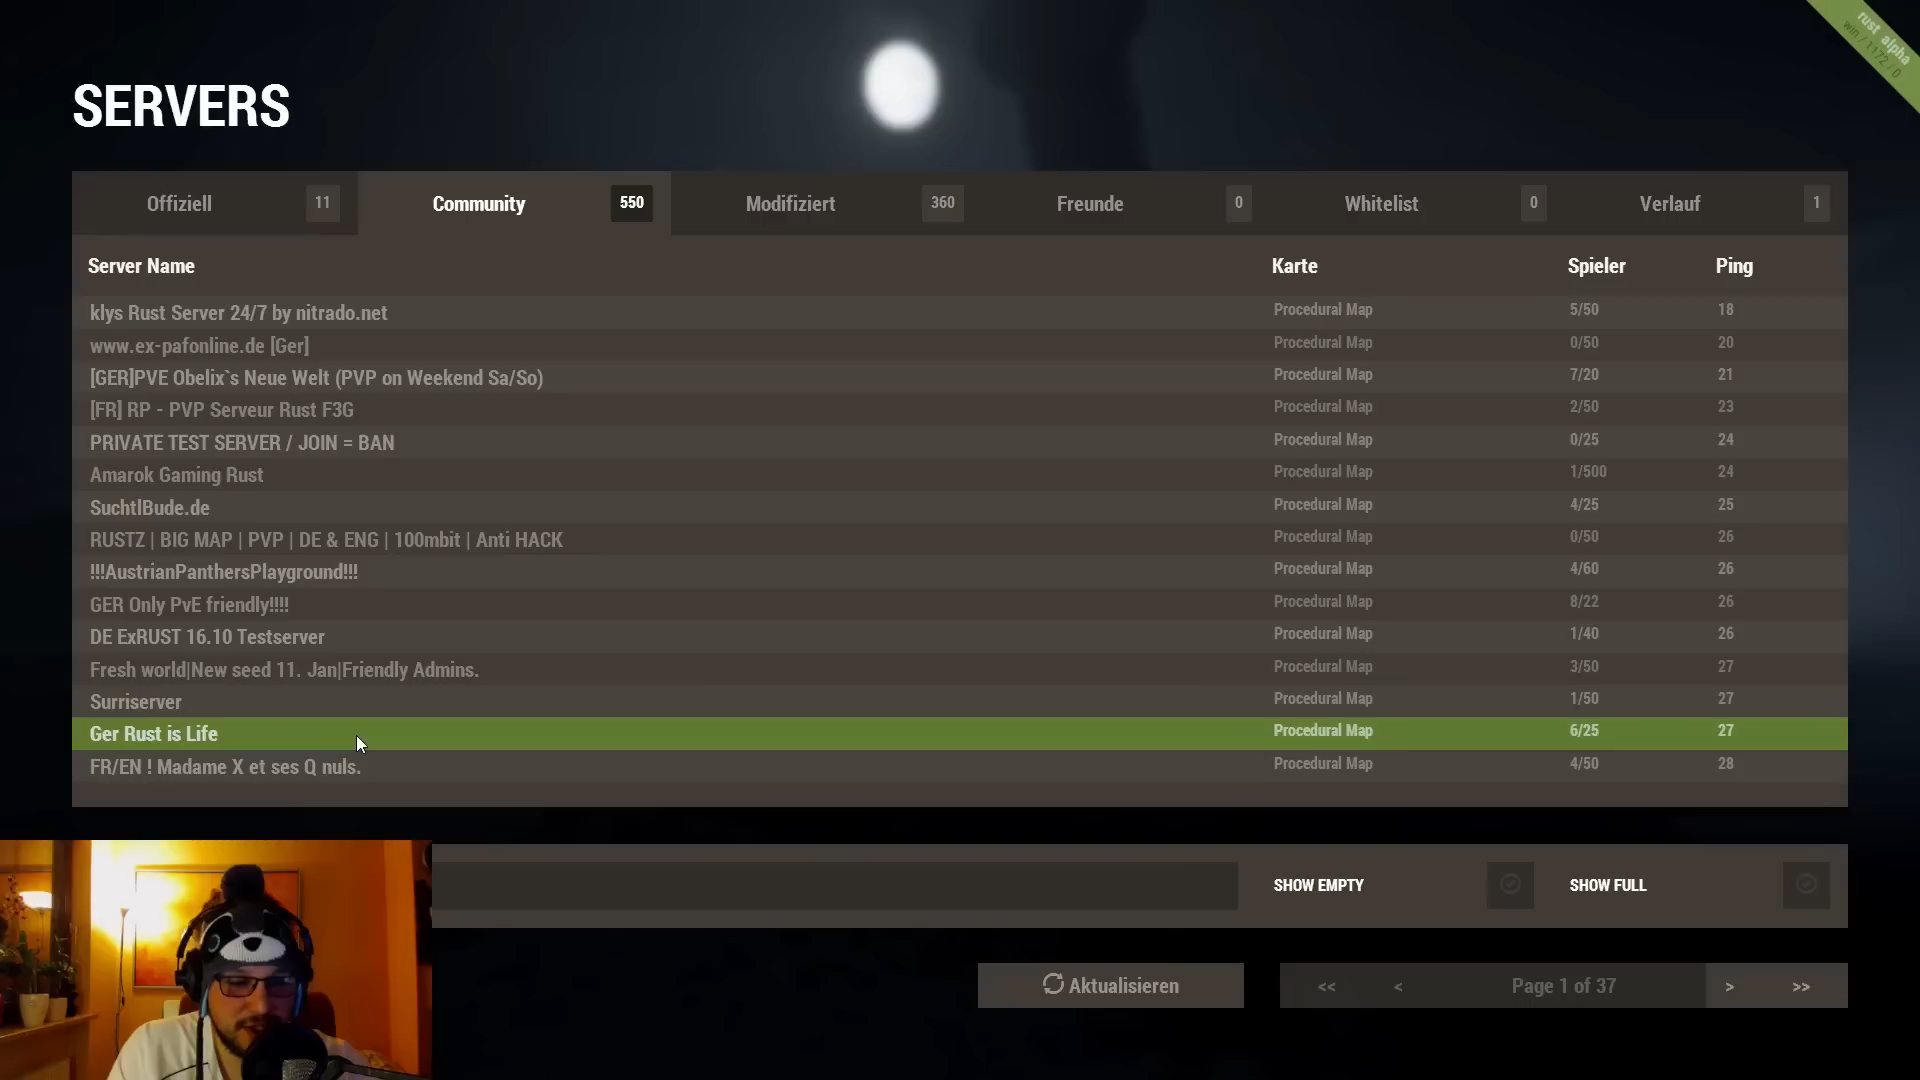 rust alpha
win / 1172 / 0
SERVERS
Offiziell 11 Community 550 Modifiziert 360 Freunde 0 Whitelist 0 Verlauf 1
Server Name Karte Spieler Ping
klys Rust Server 24/7 by nitrado.net Procedural Map 5/50 18
www.ex-pafonline.de [Ger] Procedural Map 0/50 20
[GER]PVE Obelix`s Neue Welt (PVP on Weekend Sa/So) Procedural Map 7/20 21
[FR] RP - PVP Serveur Rust F3G Procedural Map 2/50 23
PRIVATE TEST SERVER / JOIN = BAN Procedural Map 0/25 24
Amarok Gaming Rust Procedural Map 1/500 24
SuchtlBude.de Procedural Map 4/25 25
RUSTZ | BIG MAP | PVP | DE & ENG | 100mbit | Anti HACK Procedural Map 0/50 26
!!!AustrianPanthersPlayground!!! Procedural Map 4/60 26
GER Only PvE friendly!!!! Procedural Map 8/22 26
DE ExRUST 16.10 Testserver Procedural Map 1/40 26
Fresh world|New seed 11. Jan|Friendly Admins. Procedural Map 3/50 27
Surriserver Procedural Map 1/50 27
Ger Rust is Life Procedural Map 6/25 27
FR/EN ! Madame X et ses Q nuls. Procedural Map 4/50 28
SHOW EMPTY SHOW FULL
Aktualisieren << < Page 1 of 37 > >>